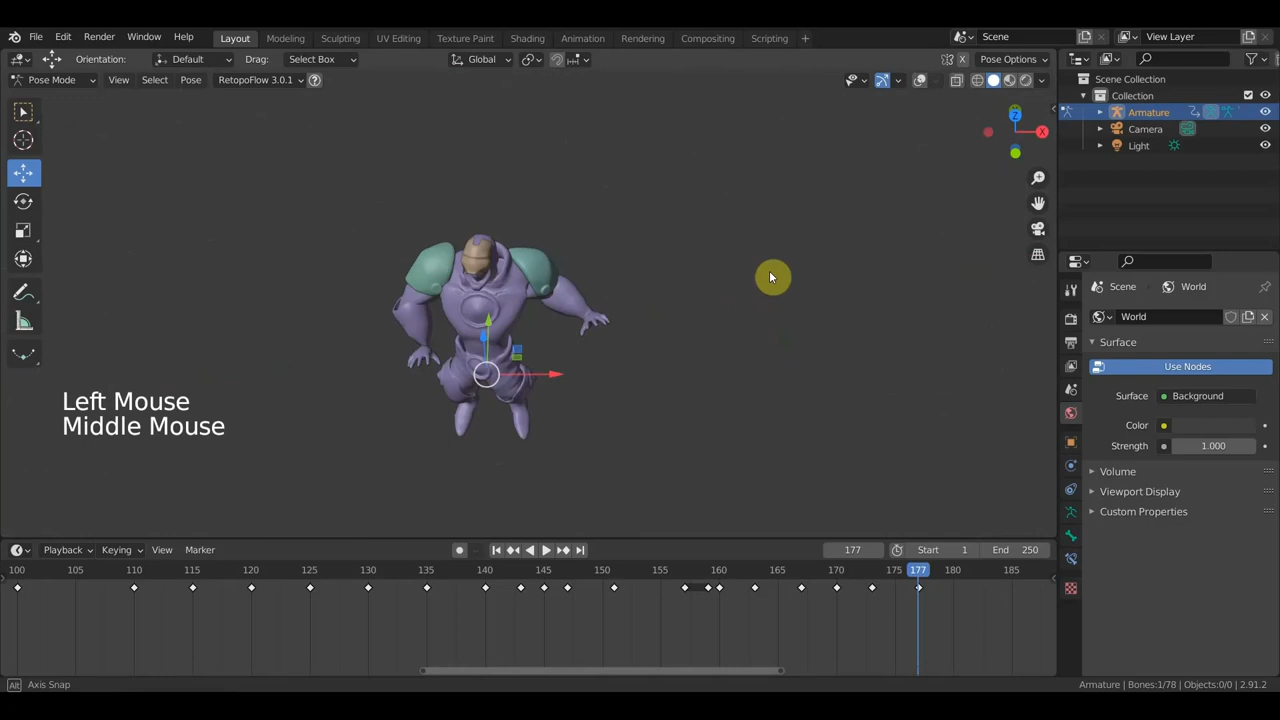 File Edit Render Window Help Layout Modeling Sculpting UV Editing Texture Paint Shading Animation Rendering Compositing Scripting + Scene View Layer
Orientation: Default Drag: Select Box Global X Pose Options
Pose Mode View Select Pose RetopoFlow 3.0.1 ?
Scene Collection
Collection
Armature
Camera
Light
Z
X
Scene World
World
Surface
Use Nodes
Surface Background
Color
Strength 1.000
Volume
Viewport Display
Custom Properties
Left Mouse
Middle Mouse
Playback Keying View Marker 177 Start 1 End 250
100 105 110 115 120 125 130 135 140 145 150 155 160 165 170 175 177 180 185
Alt Axis Snap Armature | Bones:1/78 | Objects:0/0 | 2.91.2